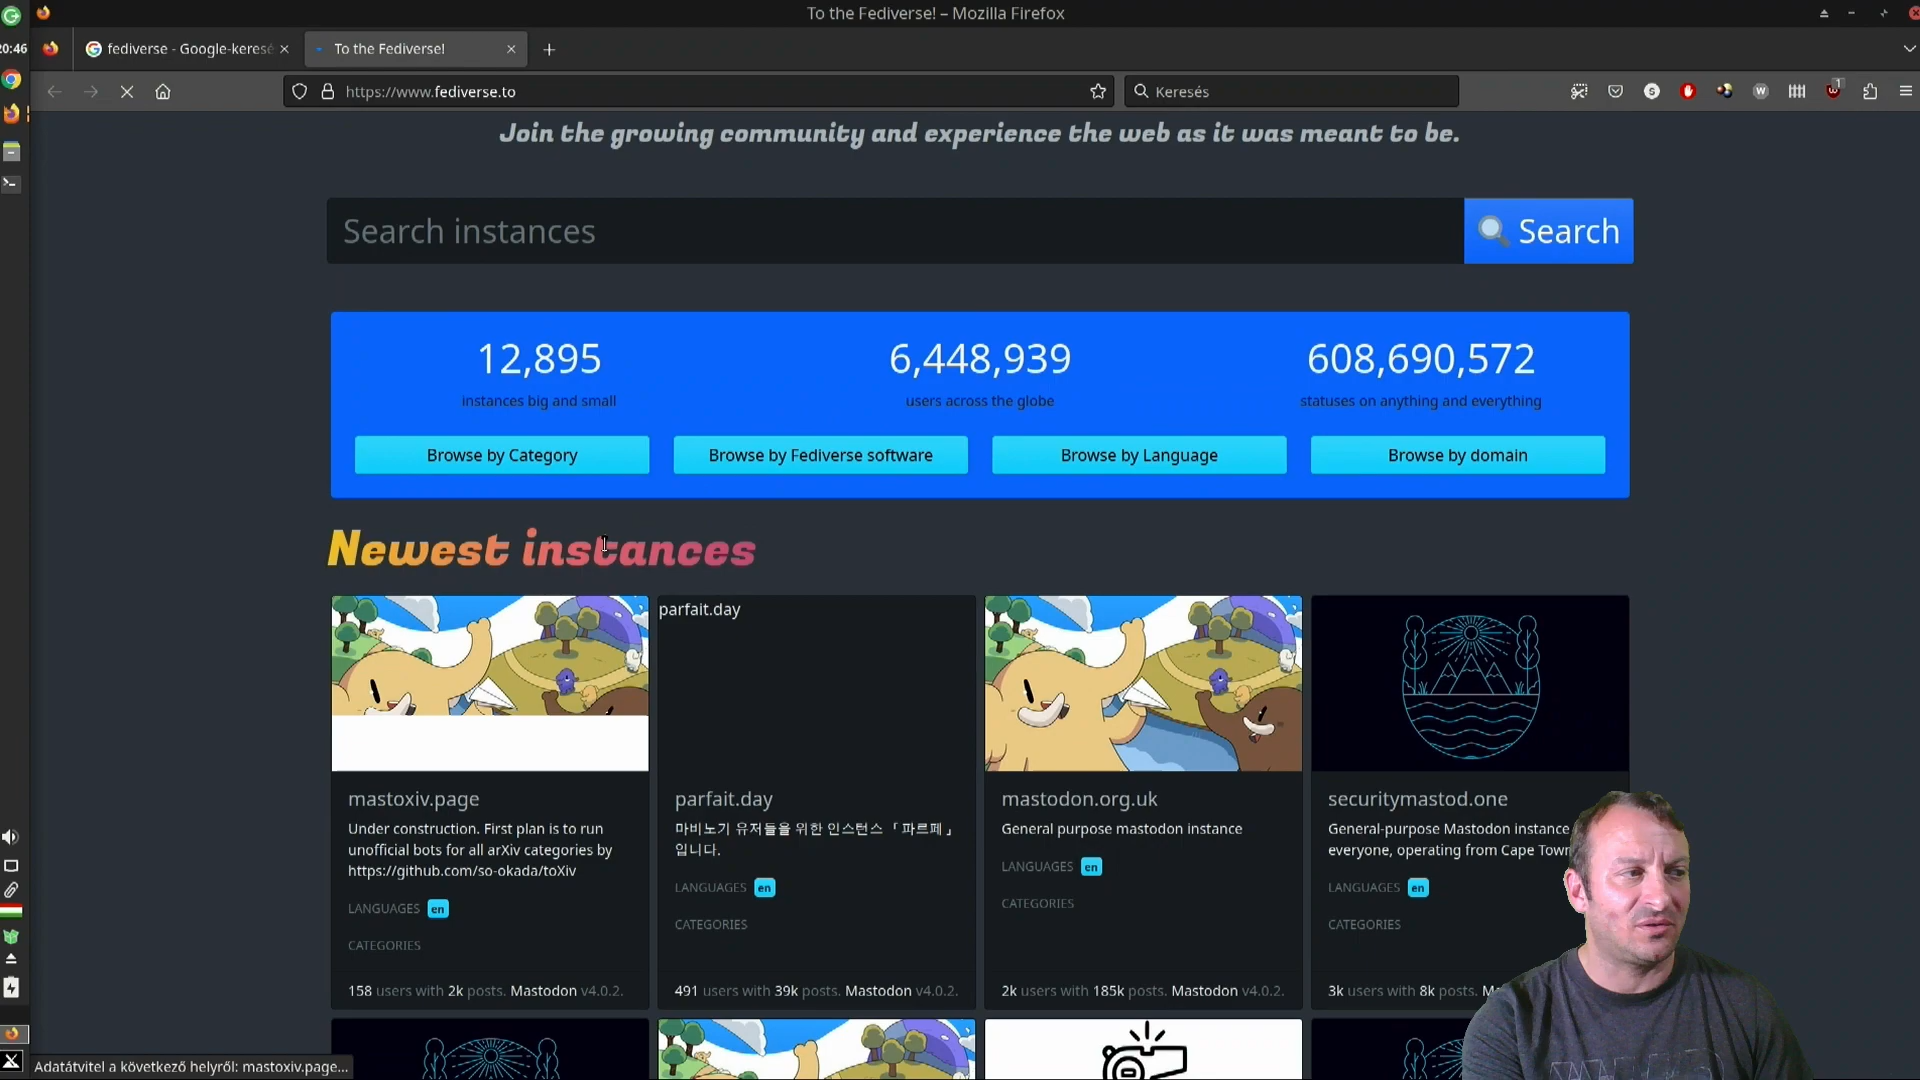 To the Fediverse! – Mozilla Firefox
20:46
fediverse - Google-keresé
To the Fediverse!
https://www.fediverse.to
Keresés
1
Join the growing community and experience the web as it was meant to be.
Search instances
Search
12,895
6,448,939
608,690,572
instances big and small
users across the globe
statuses on anything and everything
Browse by Category
Browse by Fediverse software
Browse by Language
Browse by domain
Newest instances
parfait.day
mastoxiv.page
Under construction. First plan is to run
unofficial bots for all arXiv categories by
https://github.com/so-okada/toXiv
LANGUAGES en
CATEGORIES
158 users with 2k posts. Mastodon v4.0.2.
parfait.day
마비노기 유저들을 위한 인스턴스 「파르페」
입니다.
LANGUAGES en
CATEGORIES
491 users with 39k posts. Mastodon v4.0.2.
mastodon.org.uk
General purpose mastodon instance
LANGUAGES en
CATEGORIES
2k users with 185k posts. Mastodon v4.0.2.
securitymastod.one
General-purpose Mastodon instance
everyone, operating from Cape Town
LANGUAGES en
CATEGORIES
3k users with 8k posts.
Adatátvitel a következő helyről: mastoxiv.page...